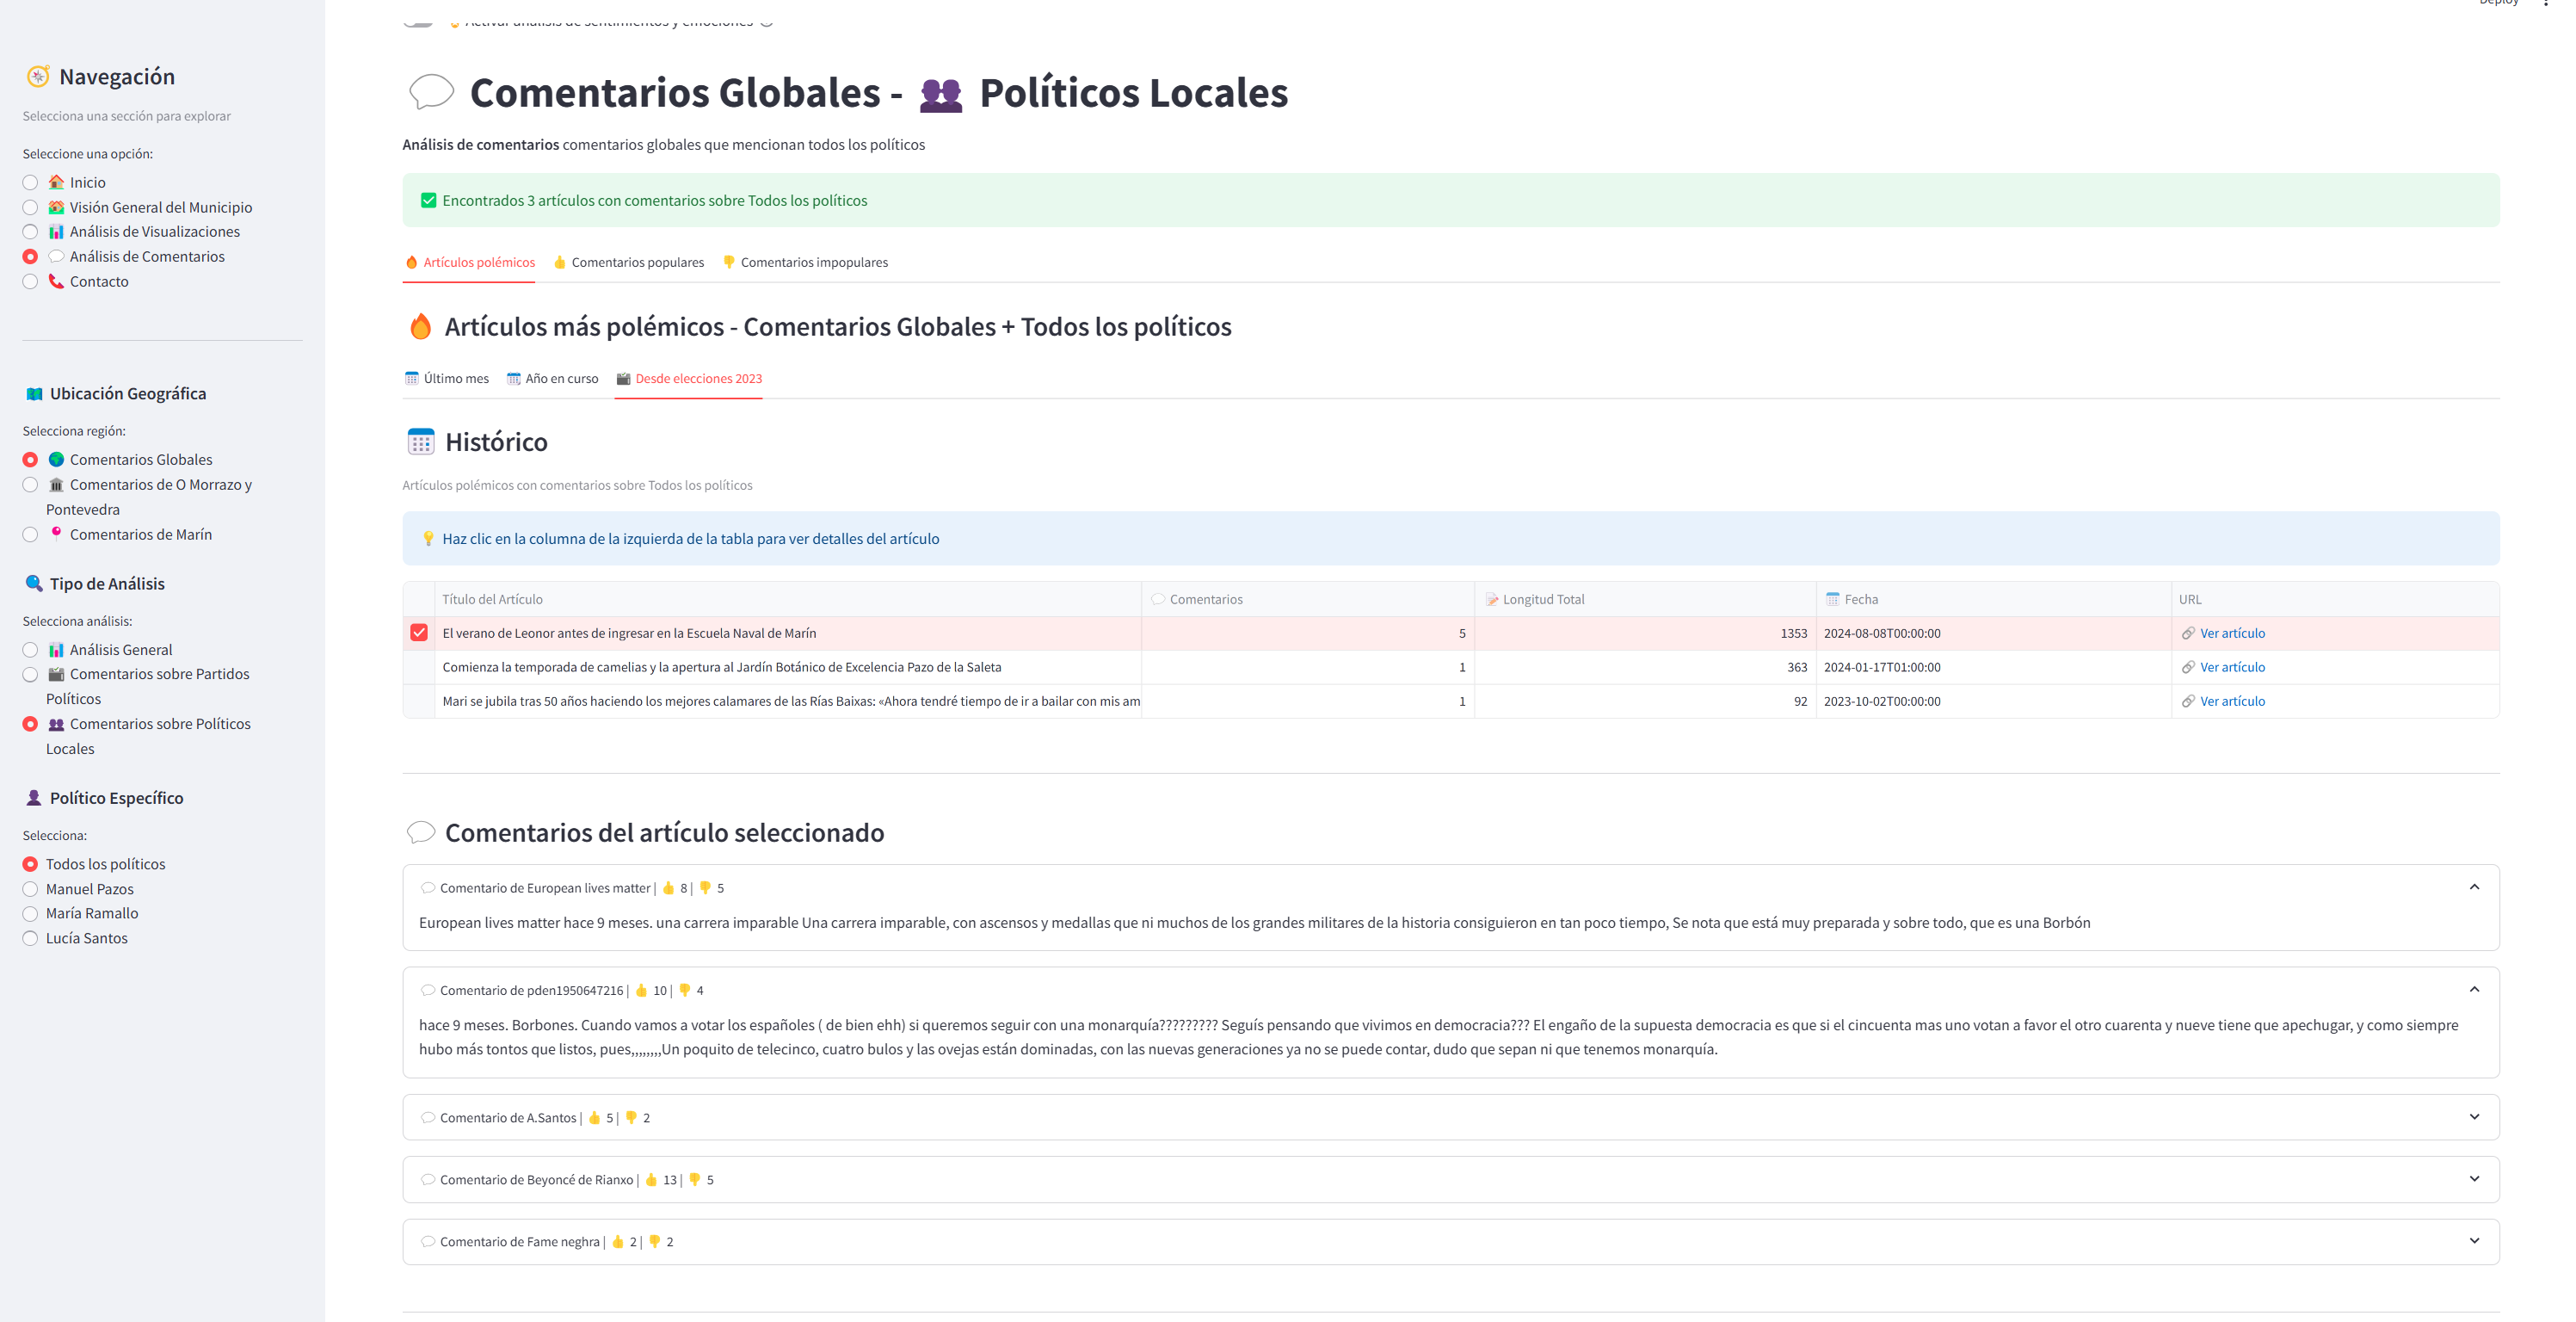 Deploy
Activar análisis de sentimientos y emociones
Navegación
Selecciona una sección para explorar
Seleccione una opción:
Inicio
Visión General del Municipio
Análisis de Visualizaciones
Análisis de Comentarios
Contacto
Ubicación Geográfica
Selecciona región:
Comentarios Globales
Comentarios de O Morrazo y
Pontevedra
Comentarios de Marín
Tipo de Análisis
Selecciona análisis:
Análisis General
Comentarios sobre Partidos
Políticos
Comentarios sobre Políticos
Locales
Político Específico
Selecciona:
Todos los políticos
Manuel Pazos
María Ramallo
Lucía Santos
Comentarios Globales - Políticos Locales
Análisis de comentarios comentarios globales que mencionan todos los políticos
Encontrados 3 artículos con comentarios sobre Todos los políticos
Artículos polémicos Comentarios populares Comentarios impopulares
Artículos más polémicos - Comentarios Globales + Todos los políticos
Último mes Año en curso Desde elecciones 2023
Histórico
Artículos polémicos con comentarios sobre Todos los políticos
Haz clic en la columna de la izquierda de la tabla para ver detalles del artículo
Título del Artículo Comentarios Longitud Total Fecha URL
El verano de Leonor antes de ingresar en la Escuela Naval de Marín 5 1353 2024-08-08T00:00:00 Ver artículo
Comienza la temporada de camelias y la apertura al Jardín Botánico de Excelencia Pazo de la Saleta 1 363 2024-01-17T01:00:00 Ver artículo
Mari se jubila tras 50 años haciendo los mejores calamares de las Rías Baixas: «Ahora tendré tiempo de ir a bailar con mis am 1 92 2023-10-02T00:00:00 Ver artículo
Comentarios del artículo seleccionado
Comentario de European lives matter | 8 | 5
European lives matter hace 9 meses. una carrera imparable Una carrera imparable, con ascensos y medallas que ni muchos de los grandes militares de la historia consiguieron en tan poco tiempo, Se nota que está muy preparada y sobre todo, que es una Borbón
Comentario de pden1950647216 | 10 | 4
hace 9 meses. Borbones. Cuando vamos a votar los españoles ( de bien ehh) si queremos seguir con una monarquía????????? Seguís pensando que vivimos en democracia??? El engaño de la supuesta democracia es que si el cincuenta mas uno votan a favor el otro cuarenta y nueve tiene que apechugar, y como siempre
hubo más tontos que listos, pues,,,,,,,,Un poquito de telecinco, cuatro bulos y las ovejas están dominadas, con las nuevas generaciones ya no se puede contar, dudo que sepan ni que tenemos monarquía.
Comentario de A.Santos | 5 | 2
Comentario de Beyoncé de Rianxo | 13 | 5
Comentario de Fame neghra | 2 | 2